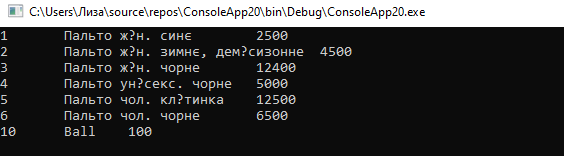 C:\Users\Лиза\source\repos\ConsoleApp20\bin\Debug\ConsoleApp20.exe
1 Пальто ж?н. синє 2500
2 Пальто ж?н. зимнє, дем?сизонне 4500
3 Пальто ж?н. чорне 12400
4 Пальто ун?секс. чорне 5000
5 Пальто чол. кл?тинка 12500
6 Пальто чол. чорне 6500
10 Ball 100